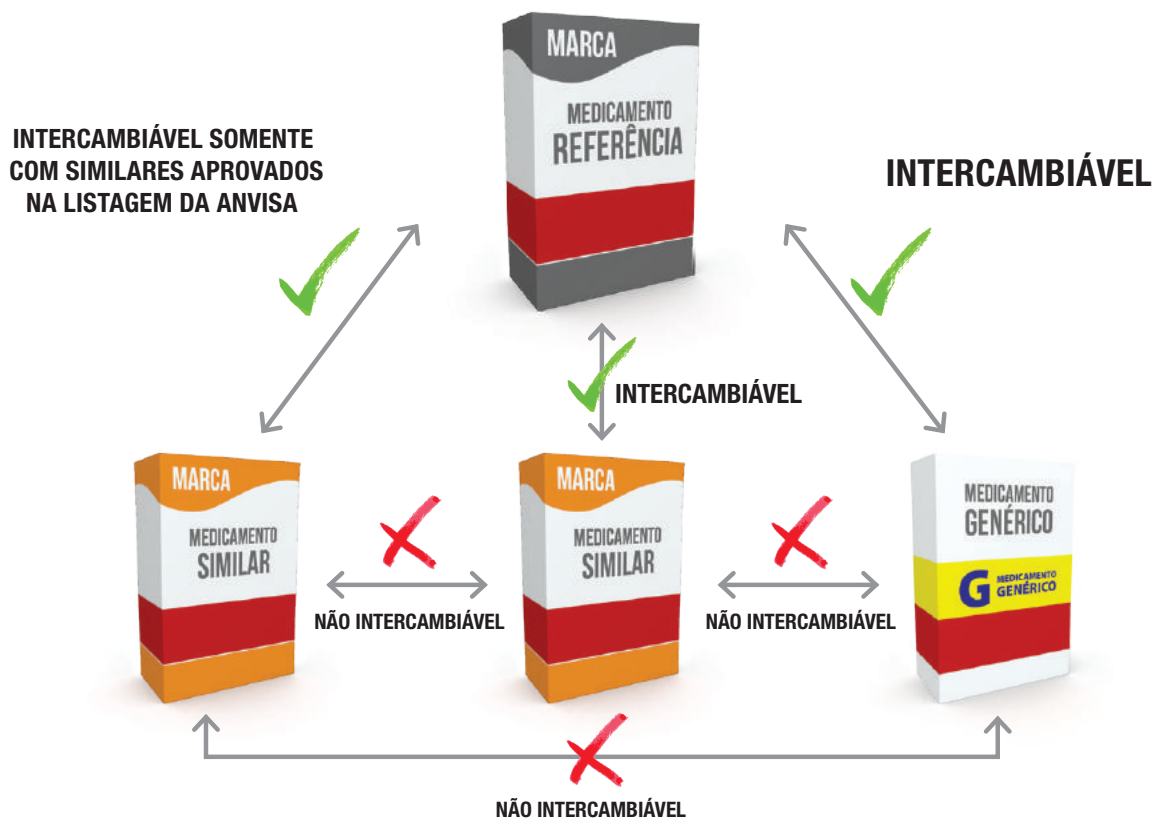 MARCA
MEDICAMENTO
REFERÊNCIA
INTERCAMBIÁVEL SOMENTE
COM SIMILARES APROVADOS
NA LISTAGEM DA ANVISA
INTERCAMBIÁVEL
INTERCAMBIÁVEL
MARCA
MEDICAMENTO
SIMILAR
NÃO INTERCAMBIÁVEL
MARCA
MEDICAMENTO
SIMILAR
NÃO INTERCAMBIÁVEL
MEDICAMENTO
GENÉRICO
G MEDICAMENTO
GENÉRICO
NÃO INTERCAMBIÁVEL